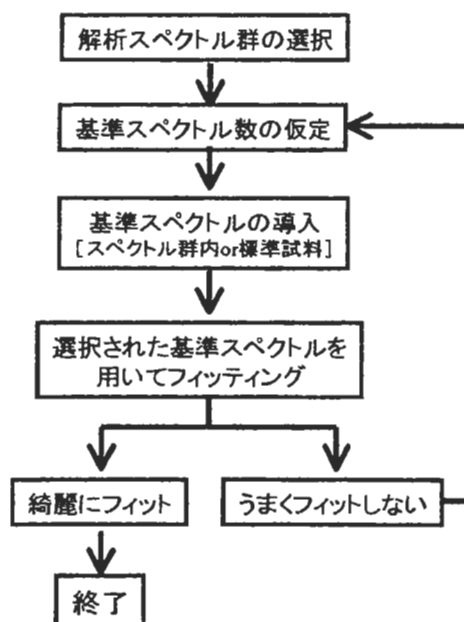 解析スペクトル群の選択
基準スペクトル数の仮定
基準スペクトルの導入
[スペクトル群内or標準試料]
選択された基準スペクトルを
用いてフィッティング
綺麗にフィット
うまくフィットしない
終了